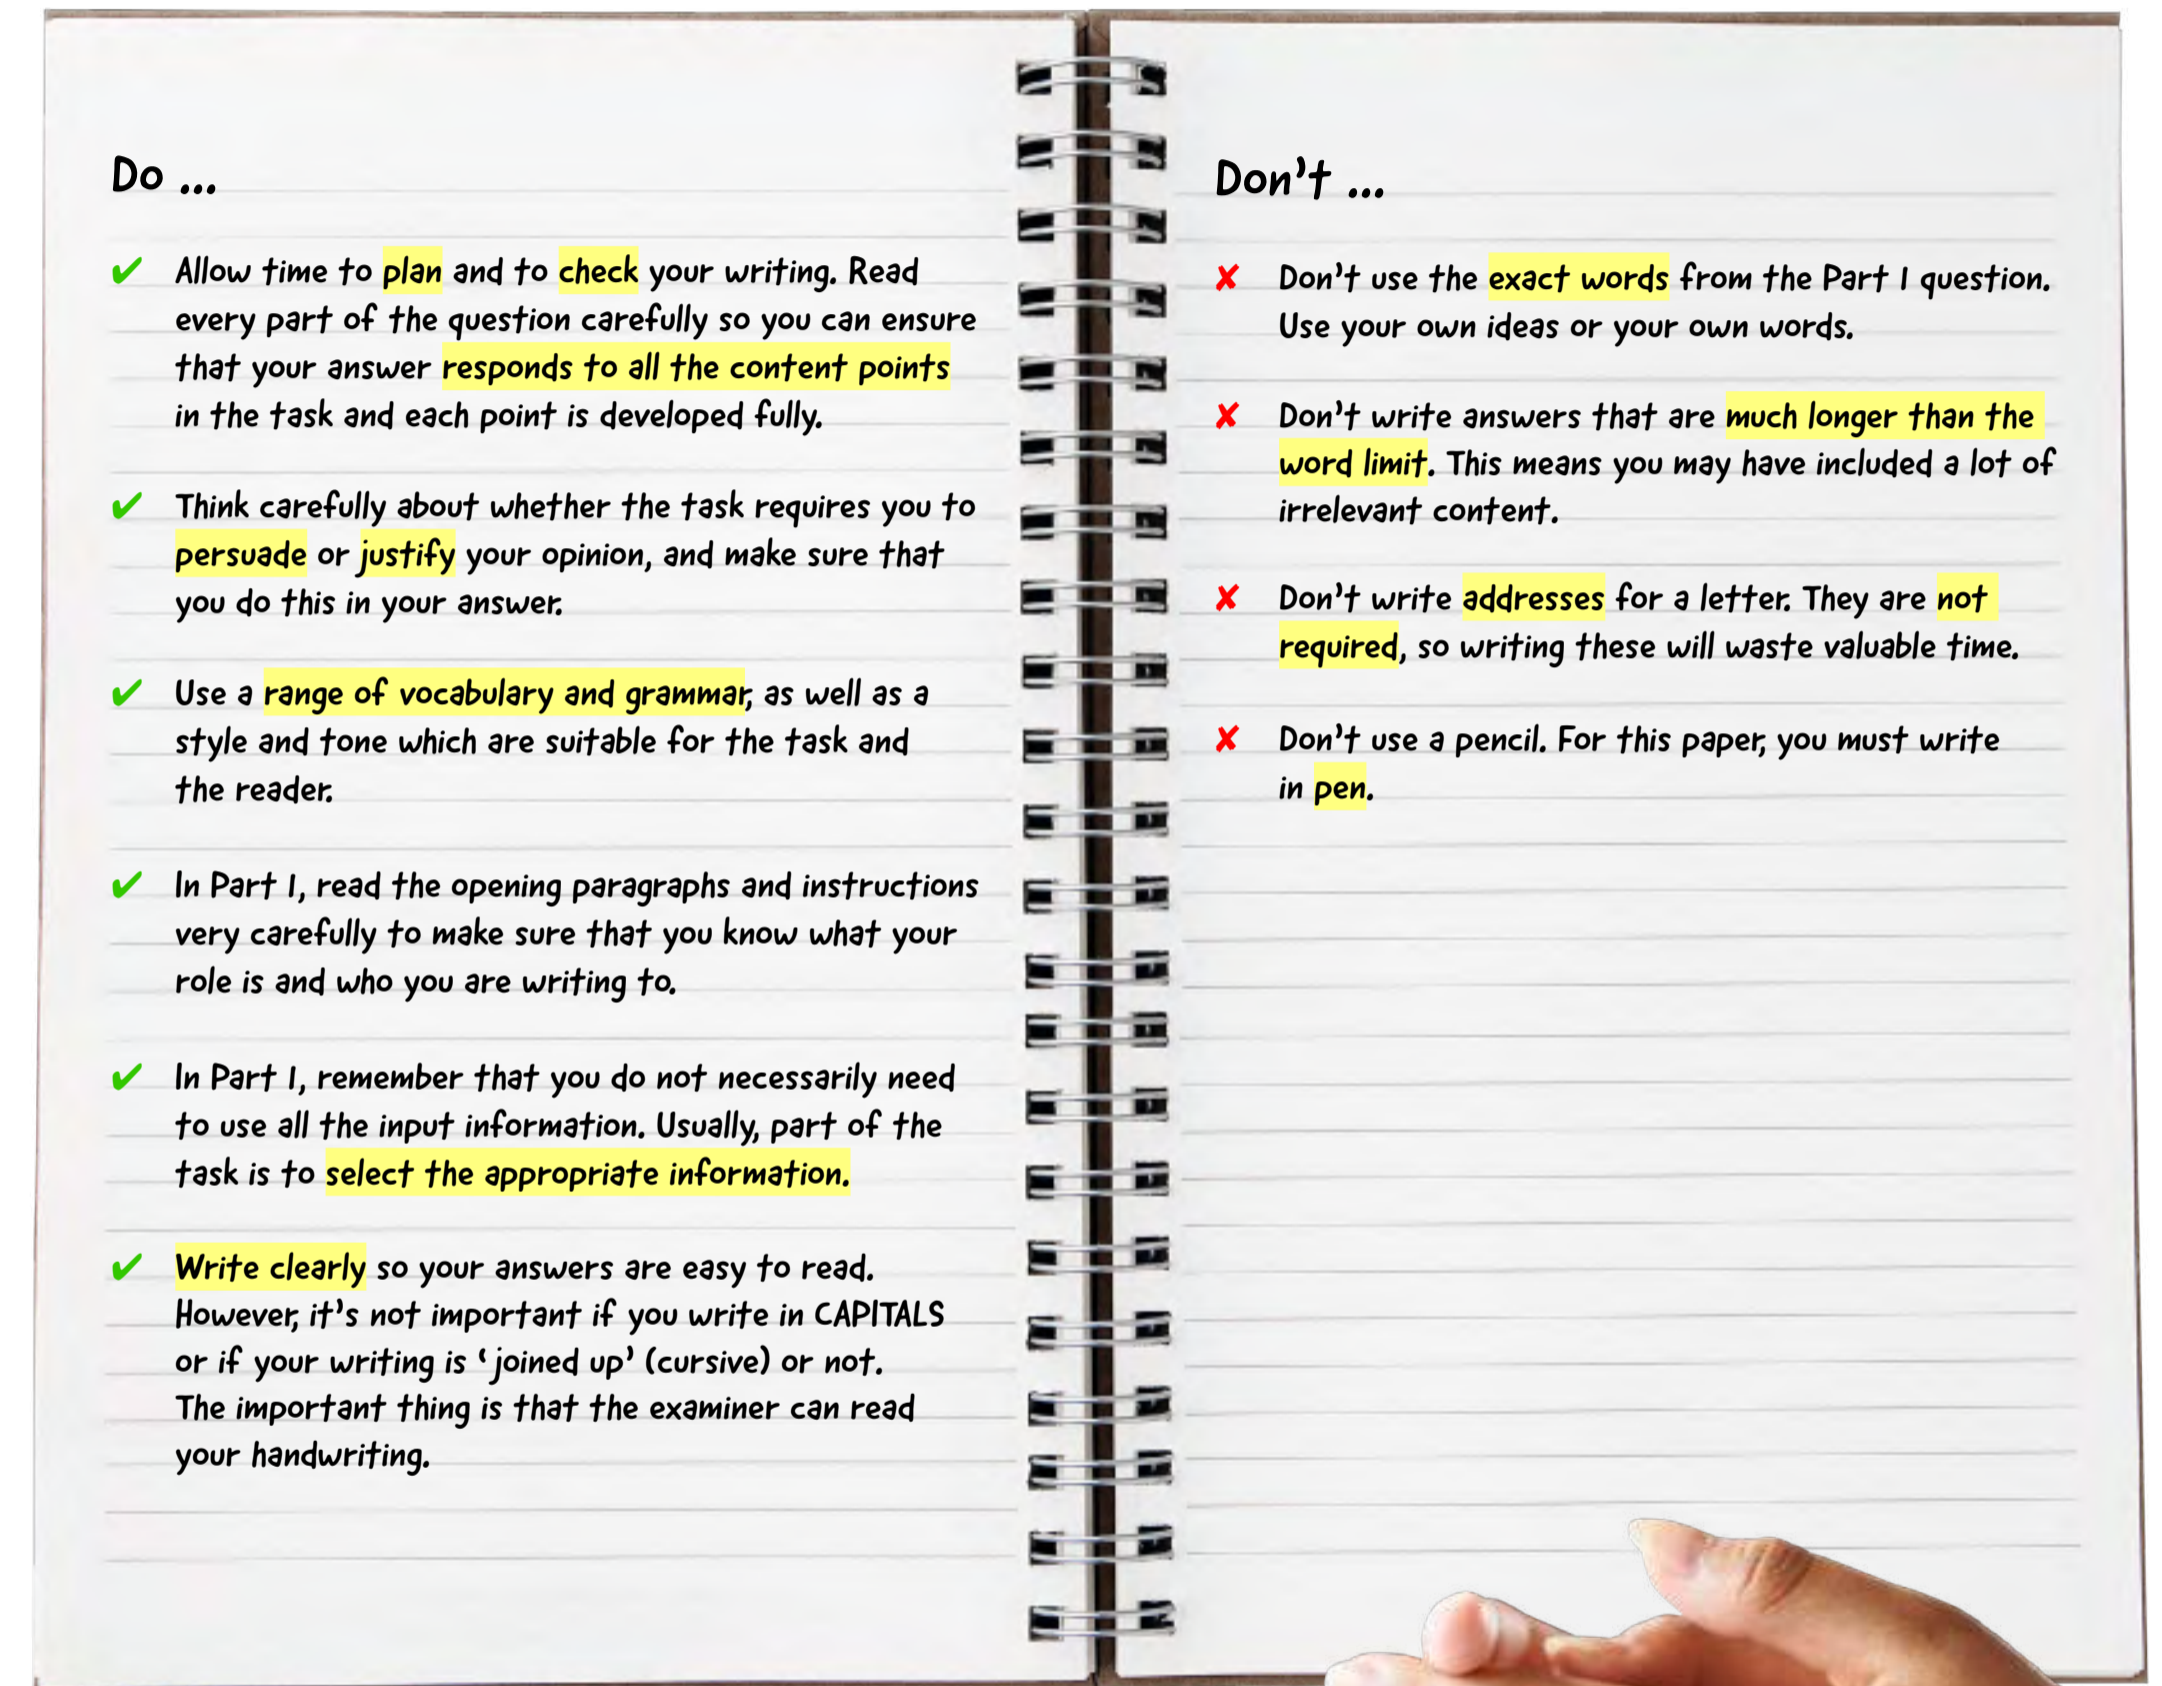 Do ...
✔ Allow time to plan and to check your writing. Read
every part of the question carefully so you can ensure
that your answer responds to all the content points
in the task and each point is developed fully.
✔ Think carefully about whether the task requires you to
persuade or justify your opinion, and make sure that
you do this in your answer.
✔ Use a range of vocabulary and grammar, as well as a
style and tone which are suitable for the task and
the reader.
✔ In Part 1, read the opening paragraphs and instructions
very carefully to make sure that you know what your
role is and who you are writing to.
✔ In Part 1, remember that you do not necessarily need
to use all the input information. Usually, part of the
task is to select the appropriate information.
✔ Write clearly so your answers are easy to read.
However, it's not important if you write in CAPITALS
or if your writing is ‘joined up’ (cursive) or not.
The important thing is that the examiner can read
your handwriting.
Don't ...
✘ Don't use the exact words from the Part 1 question.
Use your own ideas or your own words.
✘ Don't write answers that are much longer than the
word limit. This means you may have included a lot of
irrelevant content.
✘ Don't write addresses for a letter. They are not
required, so writing these will waste valuable time.
✘ Don't use a pencil. For this paper, you must write
in pen.